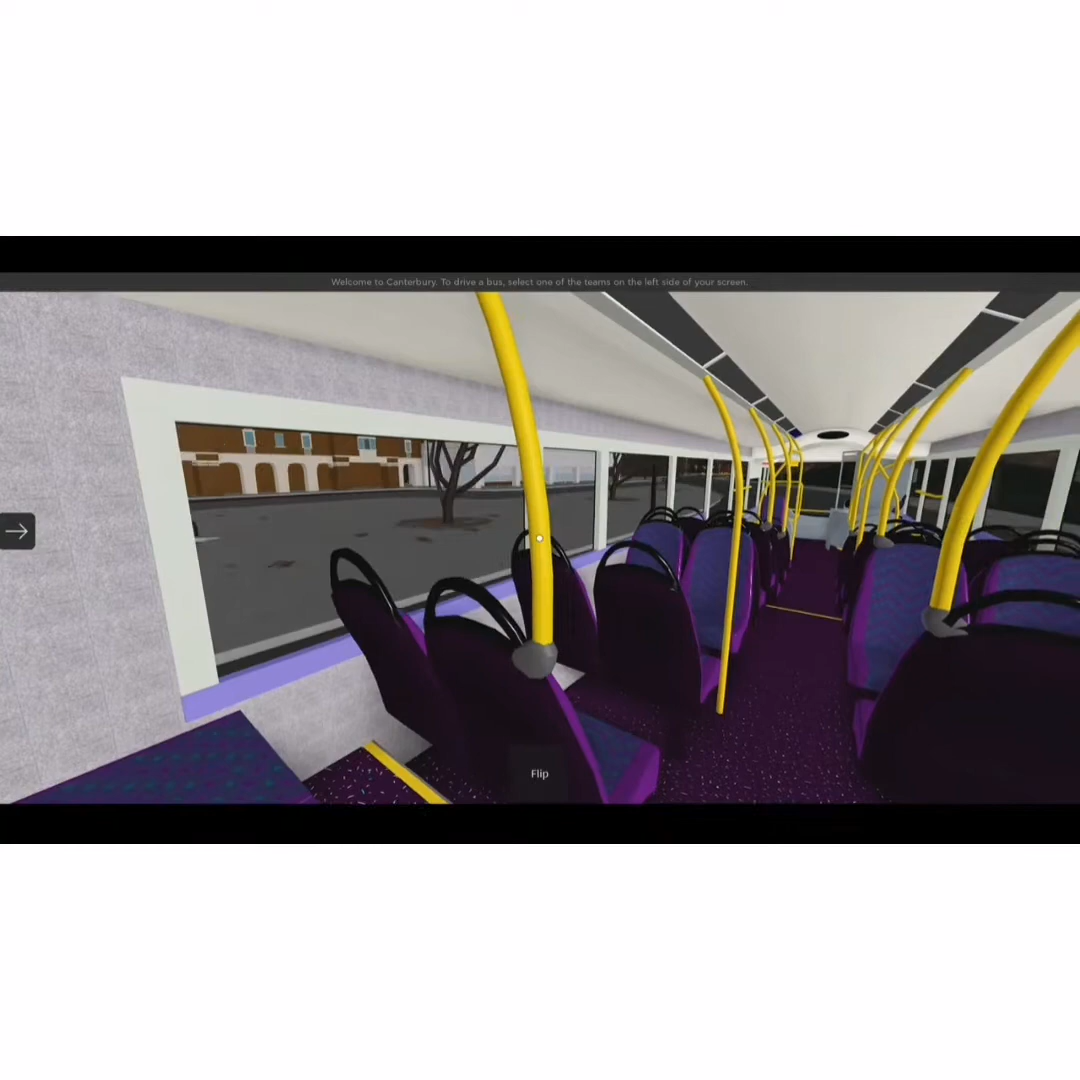 Welcome to Canterbury. To drive a bus, select one of the teams on the left side of your screen.
Flip